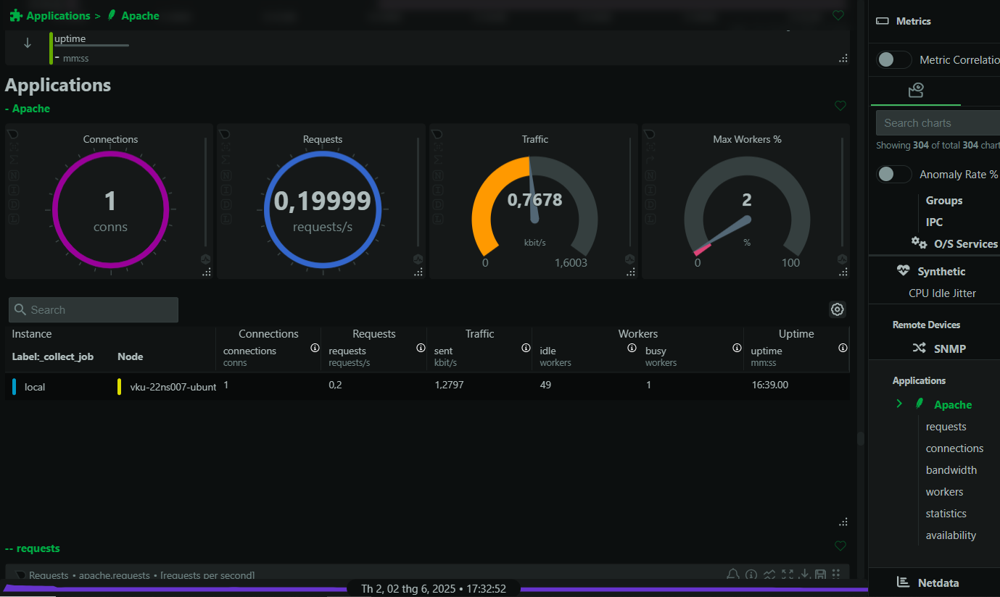 Applications > Apache
uptime
- mm:ss
Applications
- Apache
Connections
1
conns
Requests
0,19999
requests/s
Traffic
0,7678
kbit/s
0 1,6003
Max Workers %
2
%
0 100
Search
Instance Connections Requests Traffic Workers Uptime
Label:_collect_job Node connections requests sent idle busy uptime
conns requests/s kbit/s workers workers mm:ss
local vku-22ns007-ubunt 1 0,2 1,2797 49 1 16:39.00
-- requests
Requests • apache.requests • [requests per second]
Th 2, 02 thg 6, 2025 • 17:32:52
Metrics
Metric Correlatio
Search charts
Showing 304 of total 304 chart
Anomaly Rate %
Groups
IPC
O/S Services
Synthetic
CPU Idle Jitter
Remote Devices
SNMP
Applications
Apache
requests
connections
bandwidth
workers
statistics
availability
Netdata